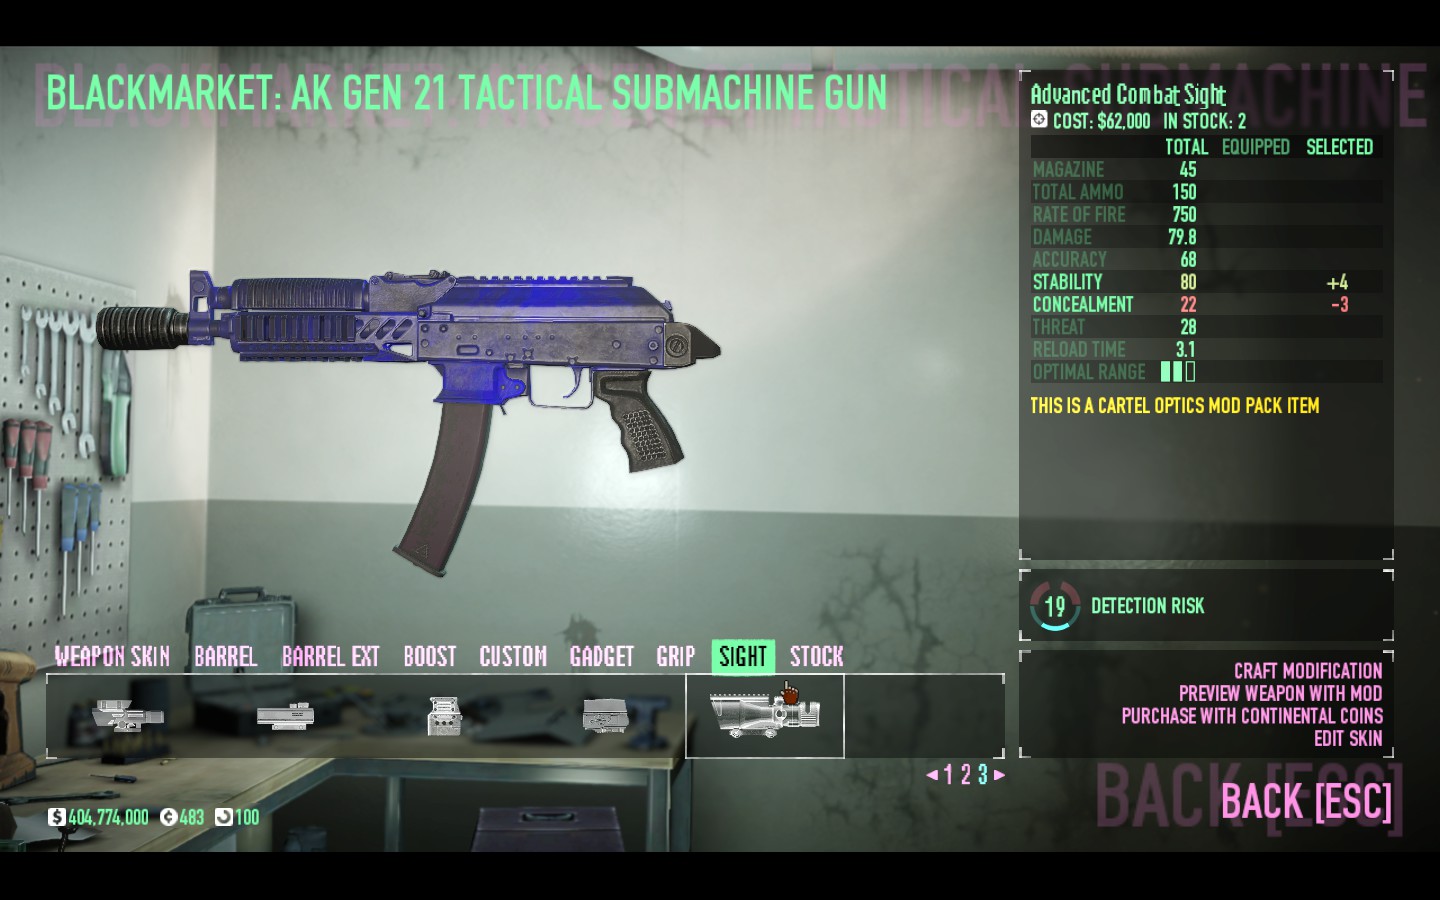 BLACKMARKET: AK GEN 21 TACTICAL SUBMACHINE GUN
Advanced Combat Sight
COST: $62,000 IN STOCK: 2
TOTAL EQUIPPED SELECTED
MAGAZINE 45
TOTAL AMMO 150
RATE OF FIRE 750
DAMAGE 79.8
ACCURACY 68
STABILITY 80 +4
CONCEALMENT 22 -3
THREAT 28
RELOAD TIME 3.1
OPTIMAL RANGE
THIS IS A CARTEL OPTICS MOD PACK ITEM
19 DETECTION RISK
WEAPON SKIN BARREL BARREL EXT BOOST CUSTOM GADGET GRIP SIGHT STOCK
CRAFT MODIFICATION
PREVIEW WEAPON WITH MOD
PURCHASE WITH CONTINENTAL COINS
EDIT SKIN
1 2 3
$ 404,774,000 483 100
BACK [ESC]